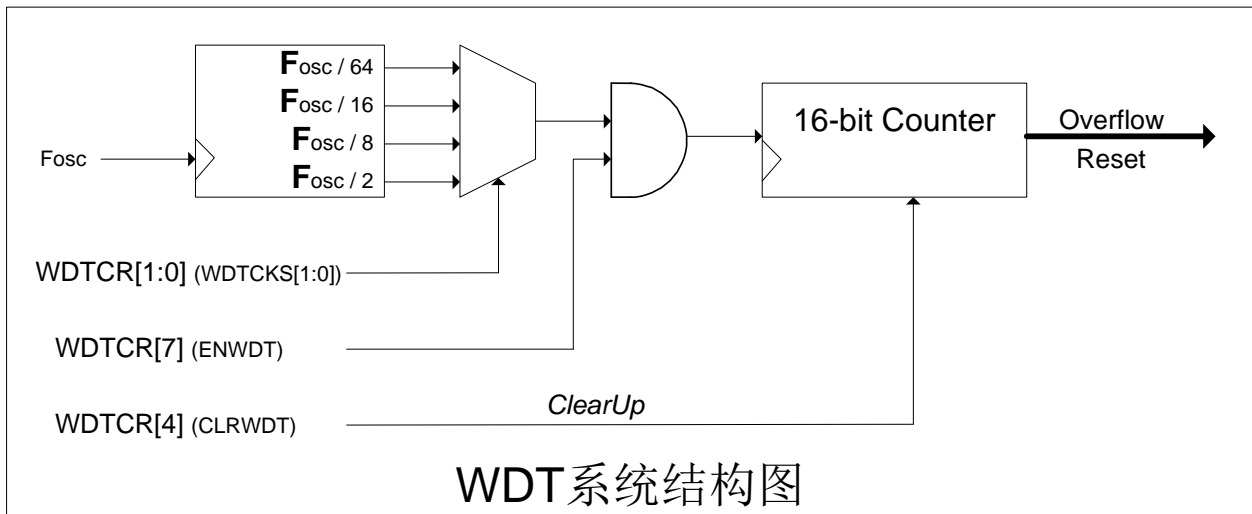 Fosc / 64
Fosc / 16
Fosc / 8
Fosc / 2
Fosc
16-bit Counter
Overflow
Reset
WDTCR[1:0] (WDTCKS[1:0])
WDTCR[7] (ENWDT)
WDTCR[4] (CLRWDT)
ClearUp
WDT系统结构图